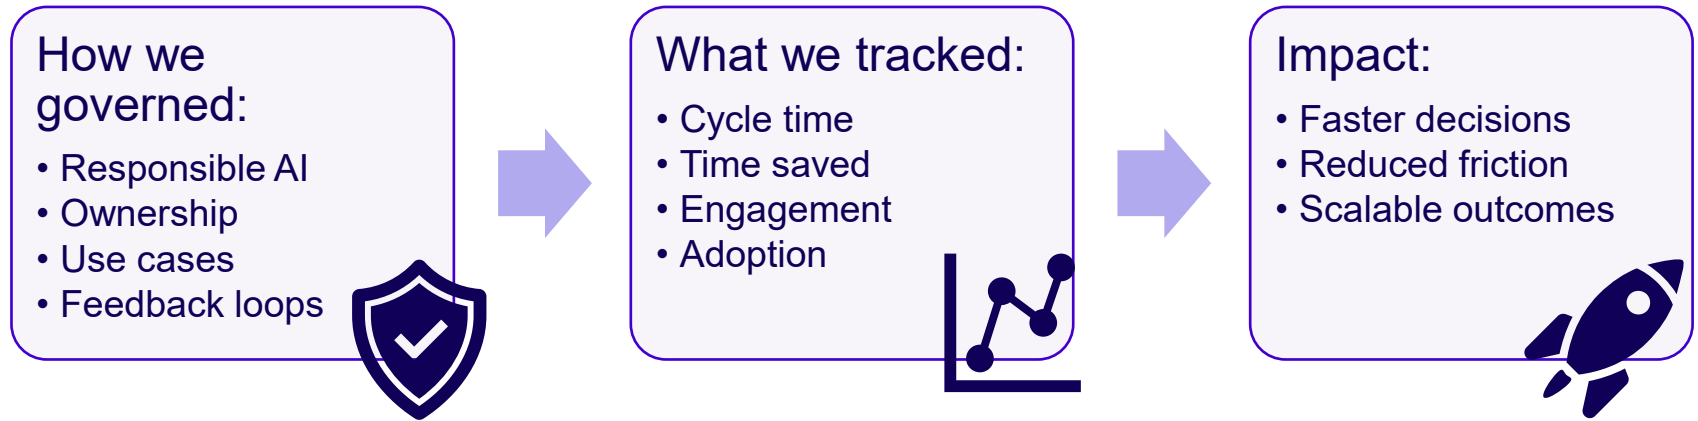 How we
governed:
• Responsible AI
• Ownership
• Use cases
• Feedback loops
What we tracked:
• Cycle time
• Time saved
• Engagement
• Adoption
Impact:
• Faster decisions
• Reduced friction
• Scalable outcomes